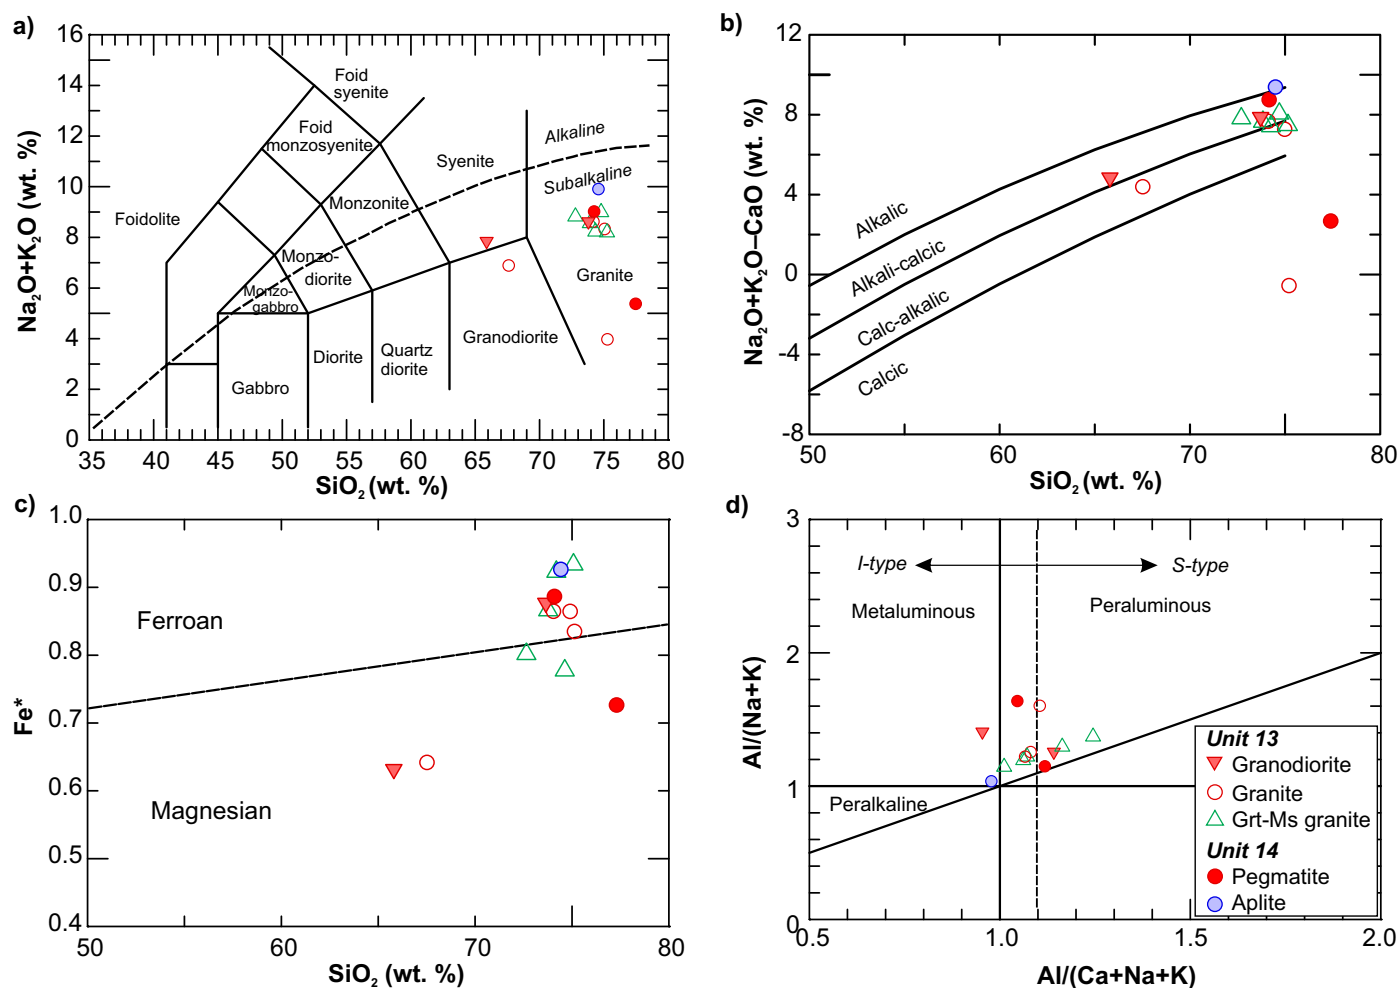 a)
Na2O+K2O (wt. %)
16
14
12
10
8
6
4
2
0
35
40
45
50
55
60
65
70
75
80
SiO2 (wt. %)
Foid
syenite
Foid
monzosyenite
Foidolite
Syenite
Alkaline
Subalkaline
Monzonite
Monzo-
diorite
Monzo-
gabbro
Gabbro
Diorite
Quartz
diorite
Granodiorite
Granite
b)
Na2O+K2O–CaO (wt. %)
12
8
4
0
-4
-8
50
60
70
80
SiO2 (wt. %)
Alkalic
Alkali-calcic
Calc-alkalic
Calcic
c)
Fe*
1.0
0.9
0.8
0.7
0.6
0.5
0.4
50
60
70
80
SiO2 (wt. %)
Ferroan
Magnesian
d)
Al/(Na+K)
3
2
1
0
0.5
1.0
1.5
2.0
Al/(Ca+Na+K)
I-type
S-type
Metaluminous
Peraluminous
Peralkaline
Unit 13
Granodiorite
Granite
Grt-Ms granite
Unit 14
Pegmatite
Aplite